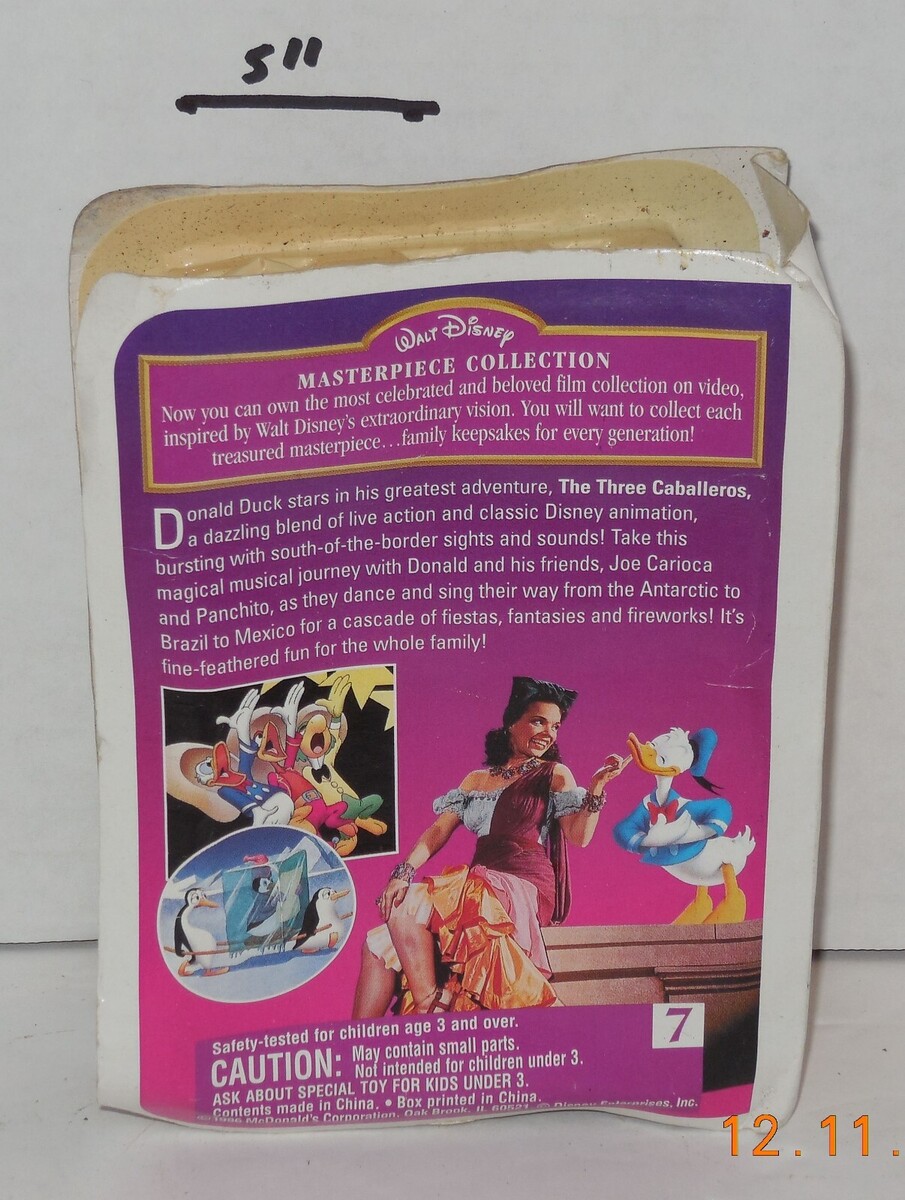 5"
WALT DISNEY
MASTERPIECE COLLECTION
Now you can own the most celebrated and beloved film collection on video,
inspired by Walt Disney's extraordinary vision. You will want to collect each
treasured masterpiece...family keepsakes for every generation!
Donald Duck stars in his greatest adventure, The Three Caballeros,
a dazzling blend of live action and classic Disney animation,
bursting with south-of-the-border sights and sounds! Take this
magical musical journey with Donald and his friends, Joe Carioca
and Panchito, as they dance and sing their way from the Antarctic to
Brazil to Mexico for a cascade of fiestas, fantasies and fireworks! It's
fine-feathered fun for the whole family!
7
Safety-tested for children age 3 and over.
CAUTION: May contain small parts.
Not intended for children under 3.
ASK ABOUT SPECIAL TOY FOR KIDS UNDER 3.
Contents made in China. • Box printed in China.
1996 McDonald's Corporation, Oak Brook, IL 60521 © Disney Enterprises, Inc.
12.11.